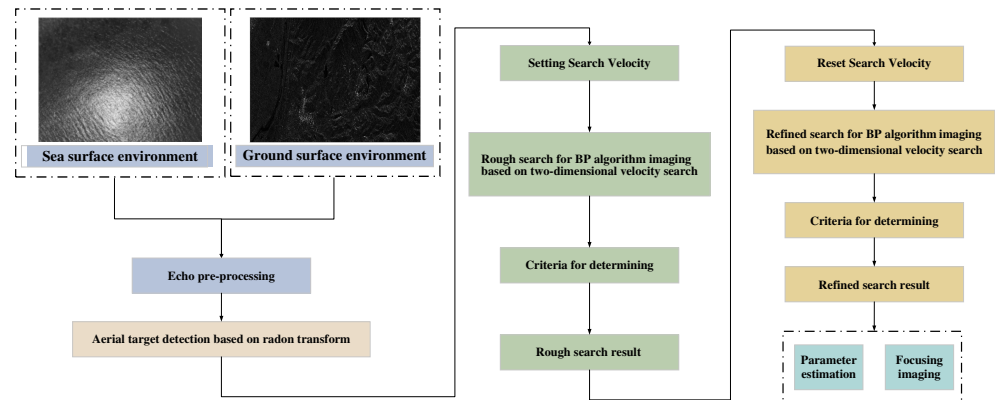 Sea surface environment
Ground surface environment
Echo pre-processing
Aerial target detection based on radon transform
Setting Search Velocity
Rough search for BP algorithm imaging
based on two-dimensional velocity search
Criteria for determining
Rough search result
Reset Search Velocity
Refined search for BP algorithm imaging
based on two-dimensional velocity search
Criteria for determining
Refined search result
Parameter
estimation
Focusing
imaging